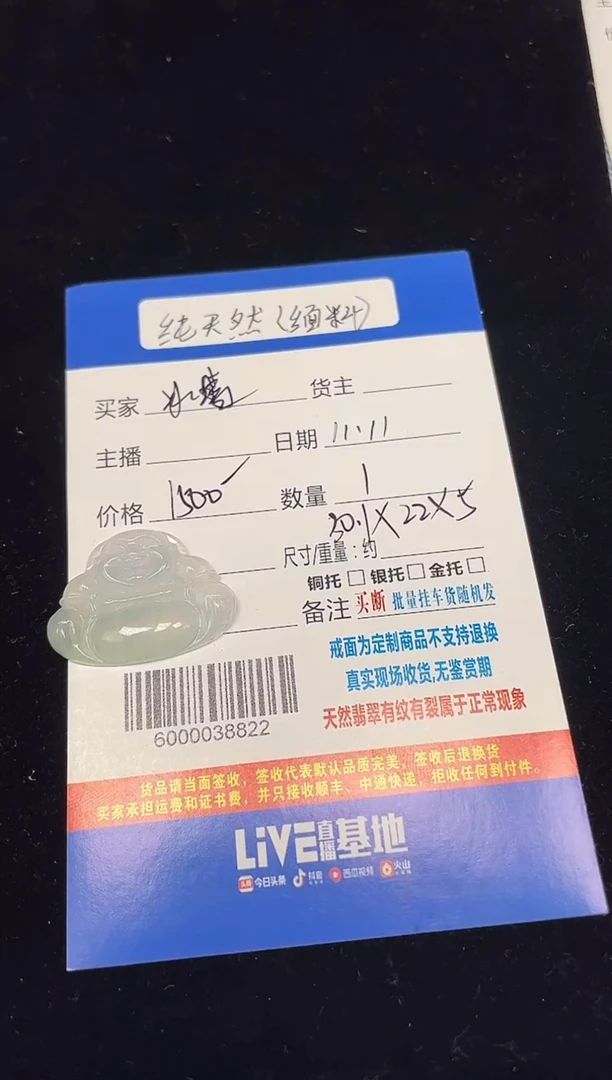 纯天然(缅料)
买家 货主
主播 日期 11.11
价格 1500 数量 1
尺寸/重量：约 30.1X22X5
铜托 □ 银托 □ 金托 □
备注 买断 批量挂车货随机发
戒面为定制商品不支持退换
真实现场收货,无鉴赏期
天然翡翠有纹有裂属于正常现象
6000038822
货品请当面签收，签收代表默认品质完美，签收后退换货
买家承担运费和证书费，并只接收顺丰、中通快递，拒收任何到付件。
LiVE直播基地
头条 今日头条 抖音 西瓜视频 火山